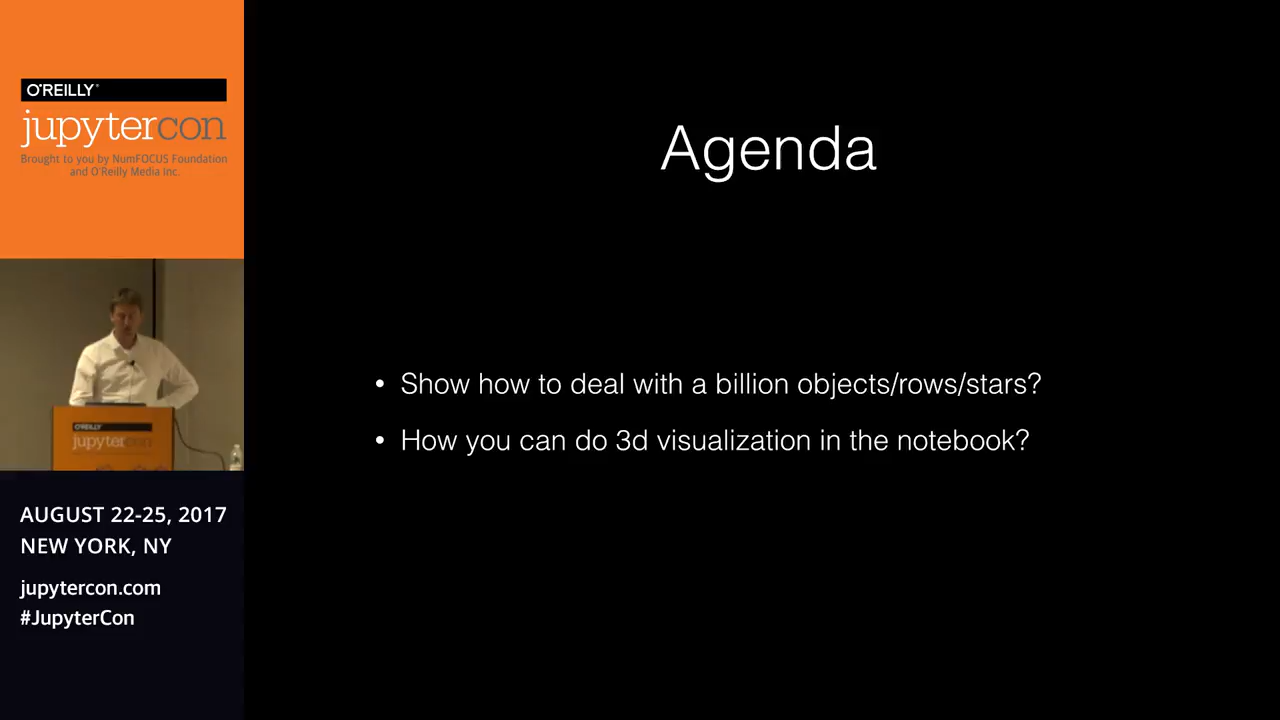 O'REILLY®
jupytercon
Brought to you by NumFOCUS Foundation
and O'Reilly Media Inc.
O'REILLY
jupytercon
AUGUST 22-25, 2017
NEW YORK, NY
jupytercon.com
#JupyterCon
Agenda
• Show how to deal with a billion objects/rows/stars?
• How you can do 3d visualization in the notebook?